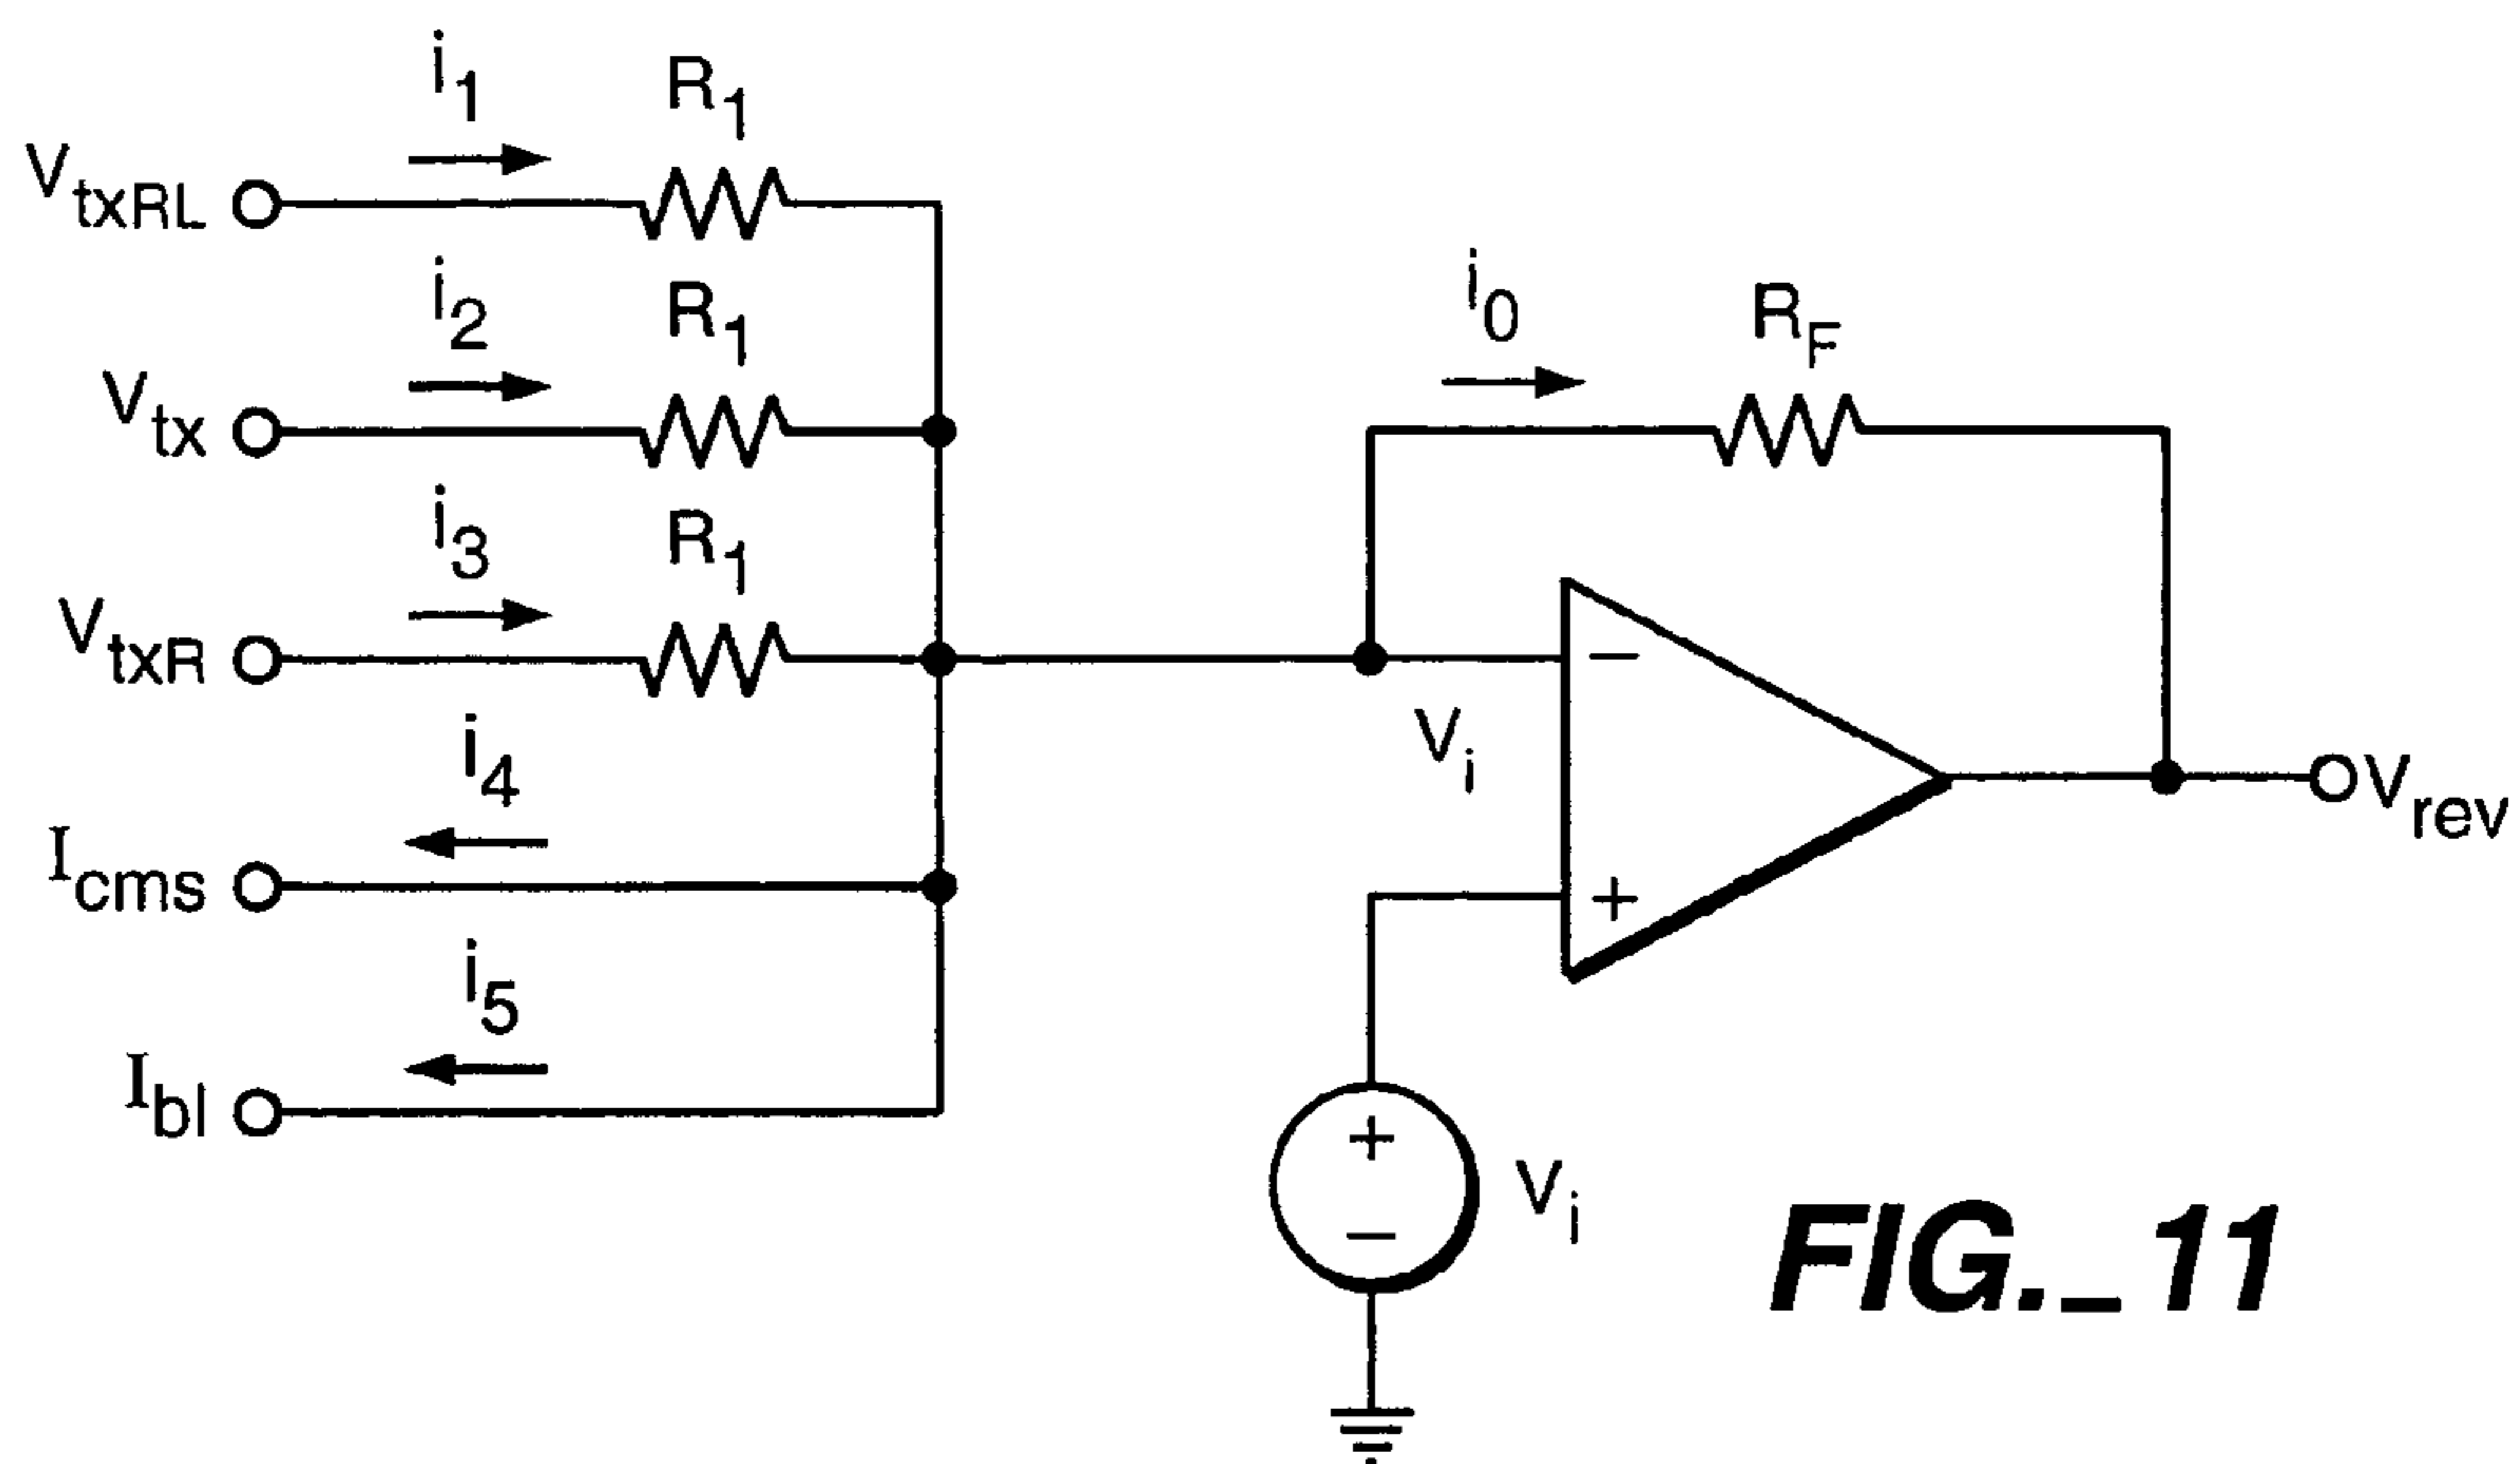 i1
R1
VtxRL
i2
R1
Vtx
i3
R1
VtxR
i4
Icms
i5
Ibl
i0
RF
−
Vi
+
Vrev
+
−
Vi
FIG._11